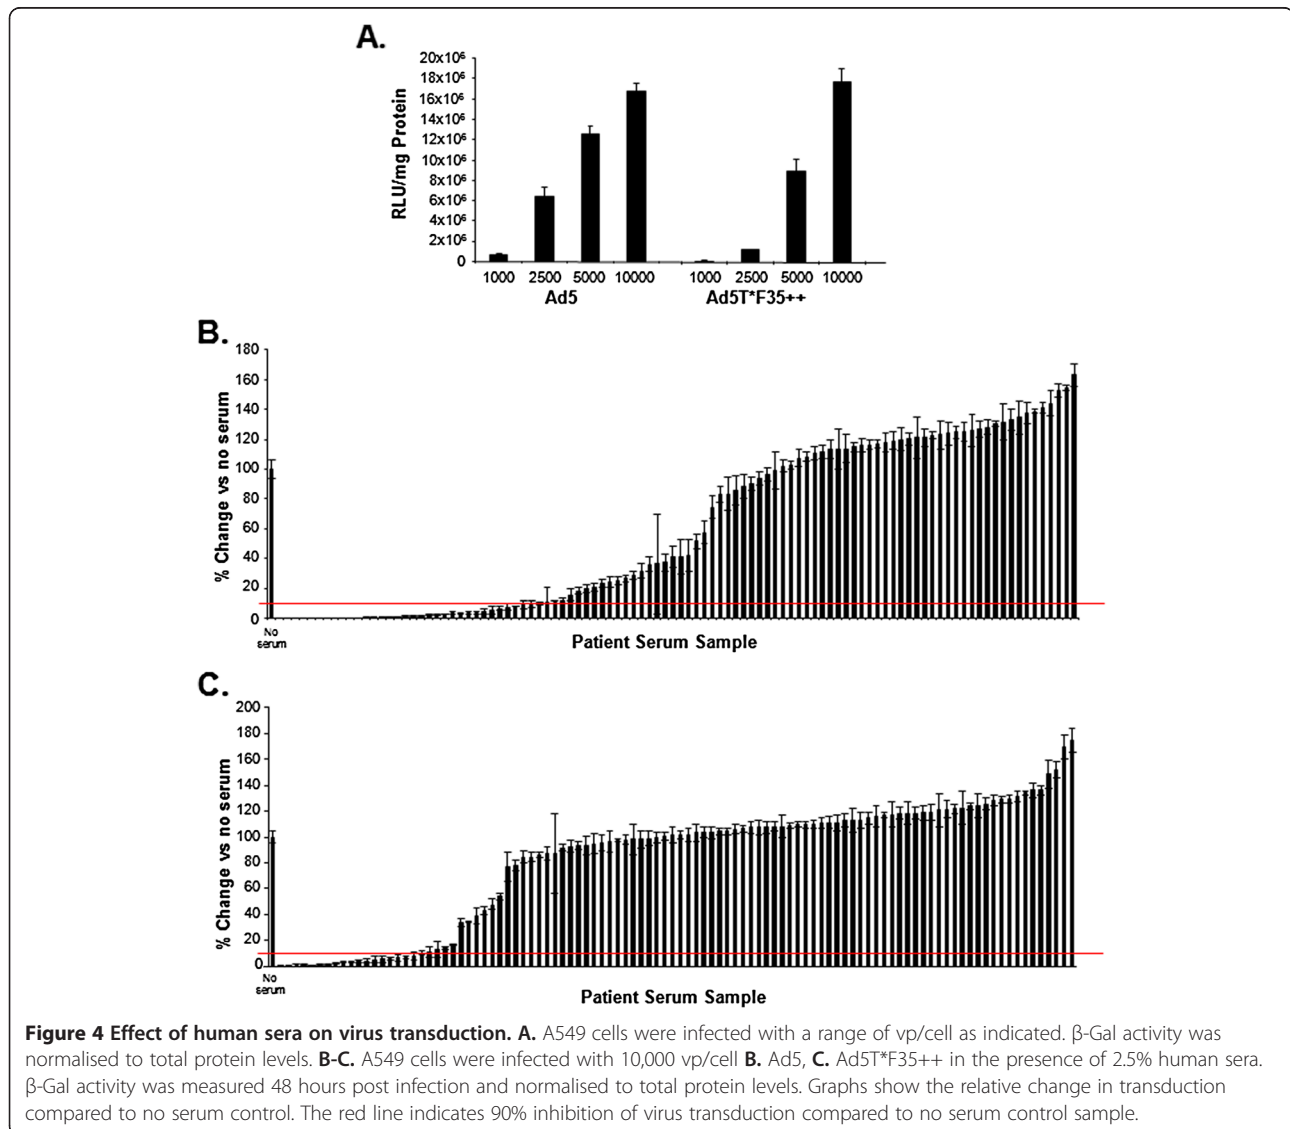 A.
20x10⁶
18x10⁶
16x10⁶
14x10⁶
12x10⁶
10x10⁶
8x10⁶
6x10⁶
4x10⁶
2x10⁶
0
RLU/mg Protein
1000 2500 5000 10000 1000 2500 5000 10000
Ad5 Ad5T*F35++
B.
180
160
140
120
100
80
60
40
20
0
% Change vs no serum
No
serum
Patient Serum Sample
C.
200
180
160
140
120
100
80
60
40
20
0
% Change vs no serum
No
serum
Patient Serum Sample
Figure 4 Effect of human sera on virus transduction. A. A549 cells were infected with a range of vp/cell as indicated. β-Gal activity was
normalised to total protein levels. B-C. A549 cells were infected with 10,000 vp/cell B. Ad5, C. Ad5T*F35++ in the presence of 2.5% human sera.
β-Gal activity was measured 48 hours post infection and normalised to total protein levels. Graphs show the relative change in transduction
compared to no serum control. The red line indicates 90% inhibition of virus transduction compared to no serum control sample.